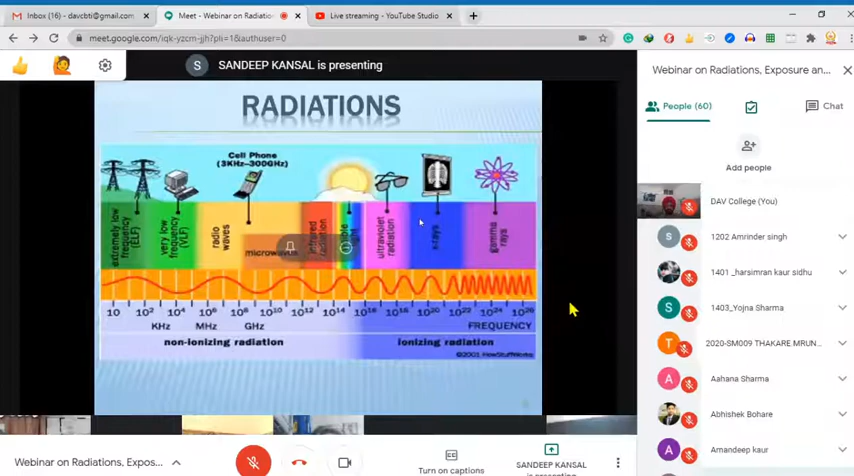 Inbox (16) - davcbti@gmail.com
Meet - Webinar on Radiation
Live streaming - YouTube Studio
meet.google.com/iqk-yzcm-jjh?pli=1&authuser=0
SANDEEP KANSAL is presenting
RADIATIONS
Cell Phone
(3KHz-300GHz)
extremely low
frequency
(ELF)
very low
frequency
(VLF)
radio
waves
microwaves
infrared
radiation
ultraviolet
radiation
x-rays
gamma
rays
10 10² 10⁴ 10⁶ 10⁸ 10¹⁰ 10¹² 10¹⁴ 10¹⁶ 10¹⁸ 10²⁰ 10²² 10²⁴ 10²⁶
KHz MHz GHz FREQUENCY
non-ionizing radiation
ionizing radiation
©2001 HowStuffWorks
Webinar on Radiations, Exposure an...
People (60)
Chat
Add people
DAV College (You)
S
1202 Amrinder singh
1401 _harsimran kaur sidhu
S
1403_Yojna Sharma
T
2020-SM009 THAKARE MRUN...
A
Aahana Sharma
Abhishek Bohare
A
Amandeep kaur
Webinar on Radiations, Expos...
Turn on captions
SANDEEP KANSAL
is presenting